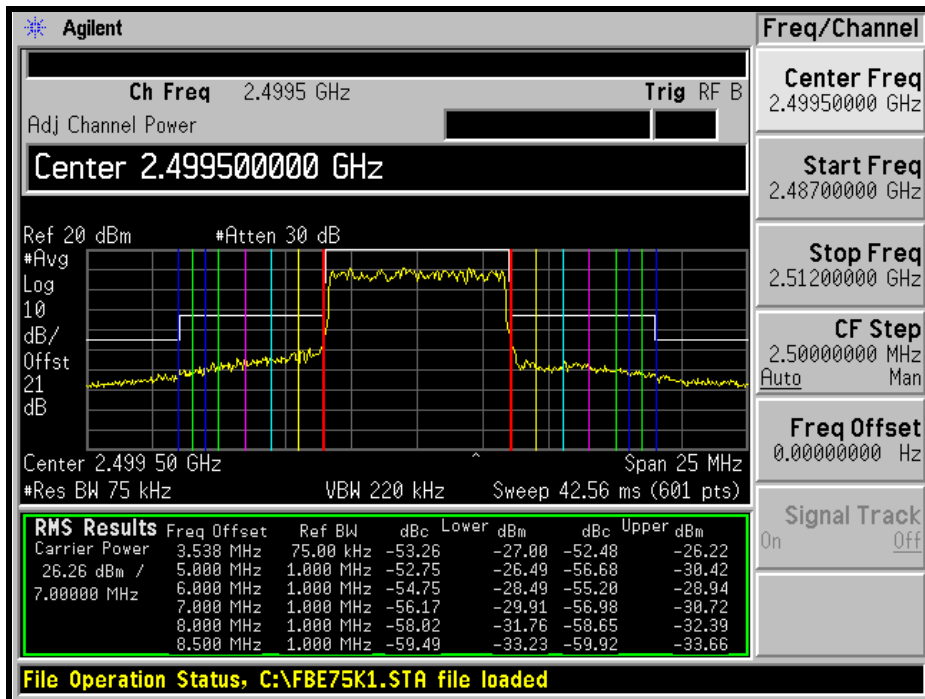 Agilent
Freq/Channel
Ch Freq 2.4995 GHz
Trig RF B
Adj Channel Power
Center 2.499500000 GHz
Center Freq
2.49950000 GHz
Start Freq
2.48700000 GHz
Stop Freq
2.51200000 GHz
CF Step
2.50000000 MHz
Auto Man
Freq Offset
0.00000000 Hz
Signal Track
On Off
Ref 20 dBm #Atten 30 dB
#Avg
Log
10
dB/
Offst
21
dB
Center 2.499 50 GHz ^ Span 25 MHz
#Res BW 75 kHz VBW 220 kHz Sweep 42.56 ms (601 pts)
RMS Results Freq Offset Ref BW dBc Lower dBm dBc Upper dBm
Carrier Power 3.538 MHz 75.00 kHz -53.26 -27.00 -52.48 -26.22
26.26 dBm / 5.000 MHz 1.000 MHz -52.75 -26.49 -56.68 -30.42
7.00000 MHz 6.000 MHz 1.000 MHz -54.75 -28.49 -55.20 -28.94
7.000 MHz 1.000 MHz -56.17 -29.91 -56.98 -30.72
8.000 MHz 1.000 MHz -58.02 -31.76 -58.65 -32.39
8.500 MHz 1.000 MHz -59.49 -33.23 -59.92 -33.66
File Operation Status, C:\FBE75K1.STA file loaded